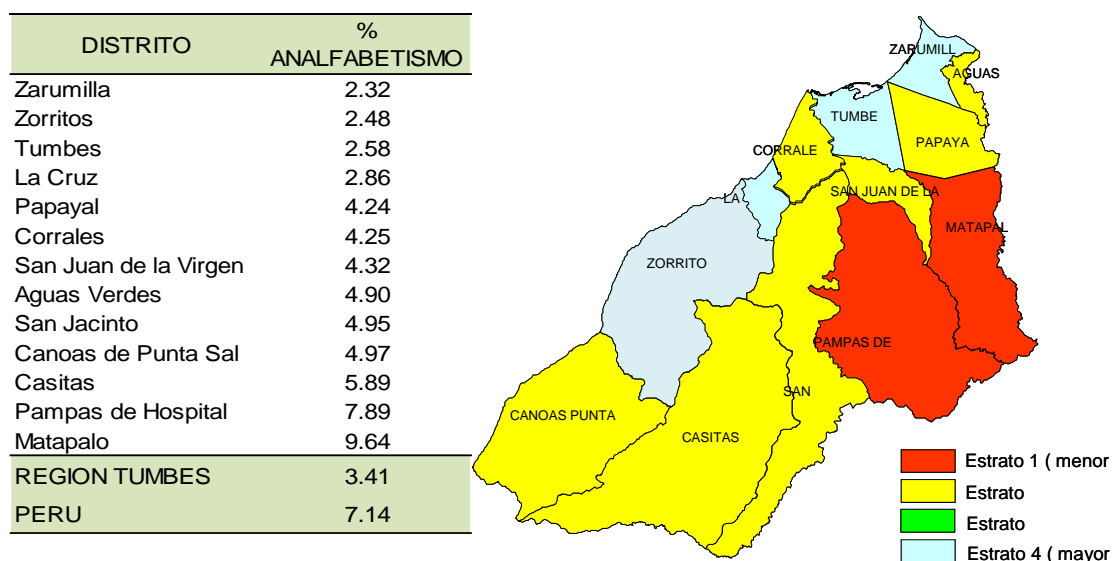 DISTRITO % ANALFABETISMO
Zarumilla 2.32
Zorritos 2.48
Tumbes 2.58
La Cruz 2.86
Papayal 4.24
Corrales 4.25
San Juan de la Virgen 4.32
Aguas Verdes 4.90
San Jacinto 4.95
Canoas de Punta Sal 4.97
Casitas 5.89
Pampas de Hospital 7.89
Matapalo 9.64
REGION TUMBES 3.41
PERU 7.14
ZARUMILL
AGUAS
TUMBE
PAPAYA
CORRALE
SAN JUAN DE LA
LA
MATAPAL
ZORRITO
PAMPAS DE
SAN
CANOAS PUNTA
CASITAS
Estrato 1 ( menor
Estrato
Estrato
Estrato 4 ( mayor